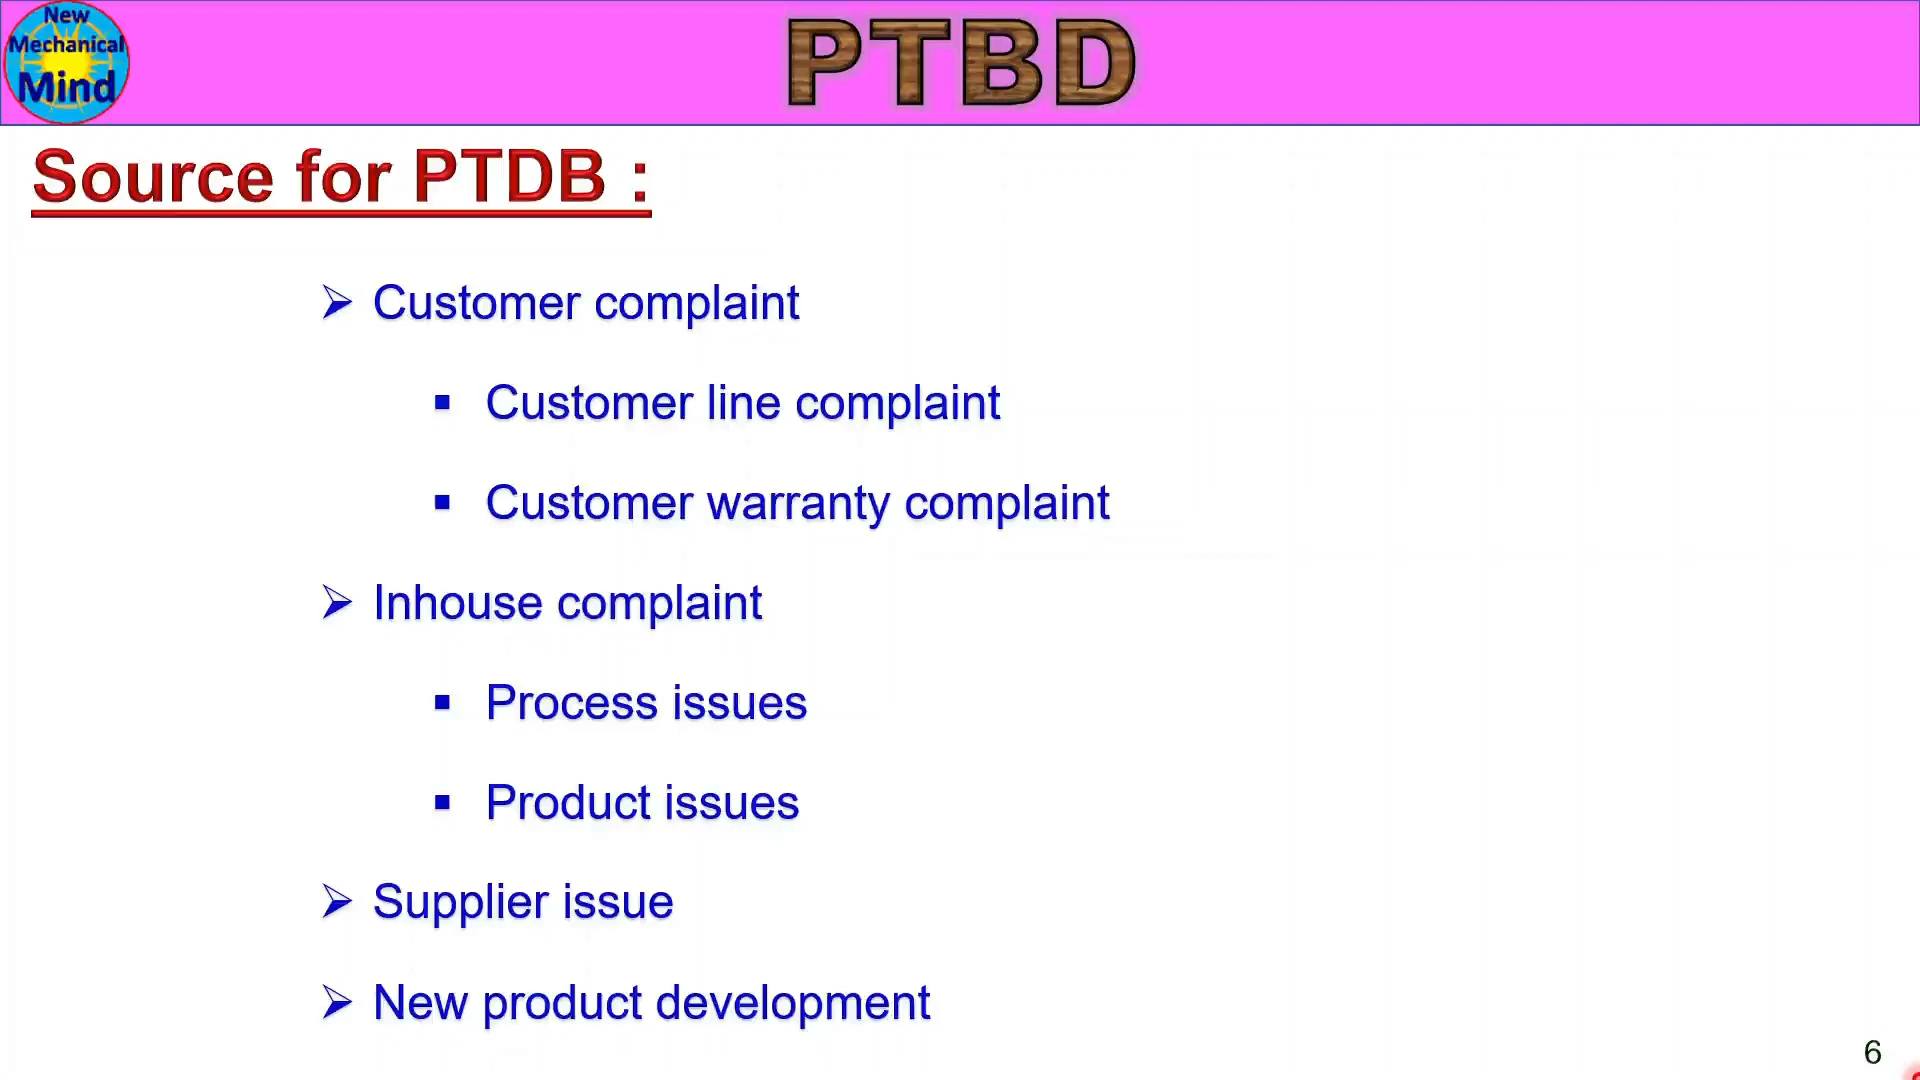 New
Mechanical
Mind
PTBD
Source for PTDB :
Customer complaint
Customer line complaint
Customer warranty complaint
Inhouse complaint
Process issues
Product issues
Supplier issue
New product development
6